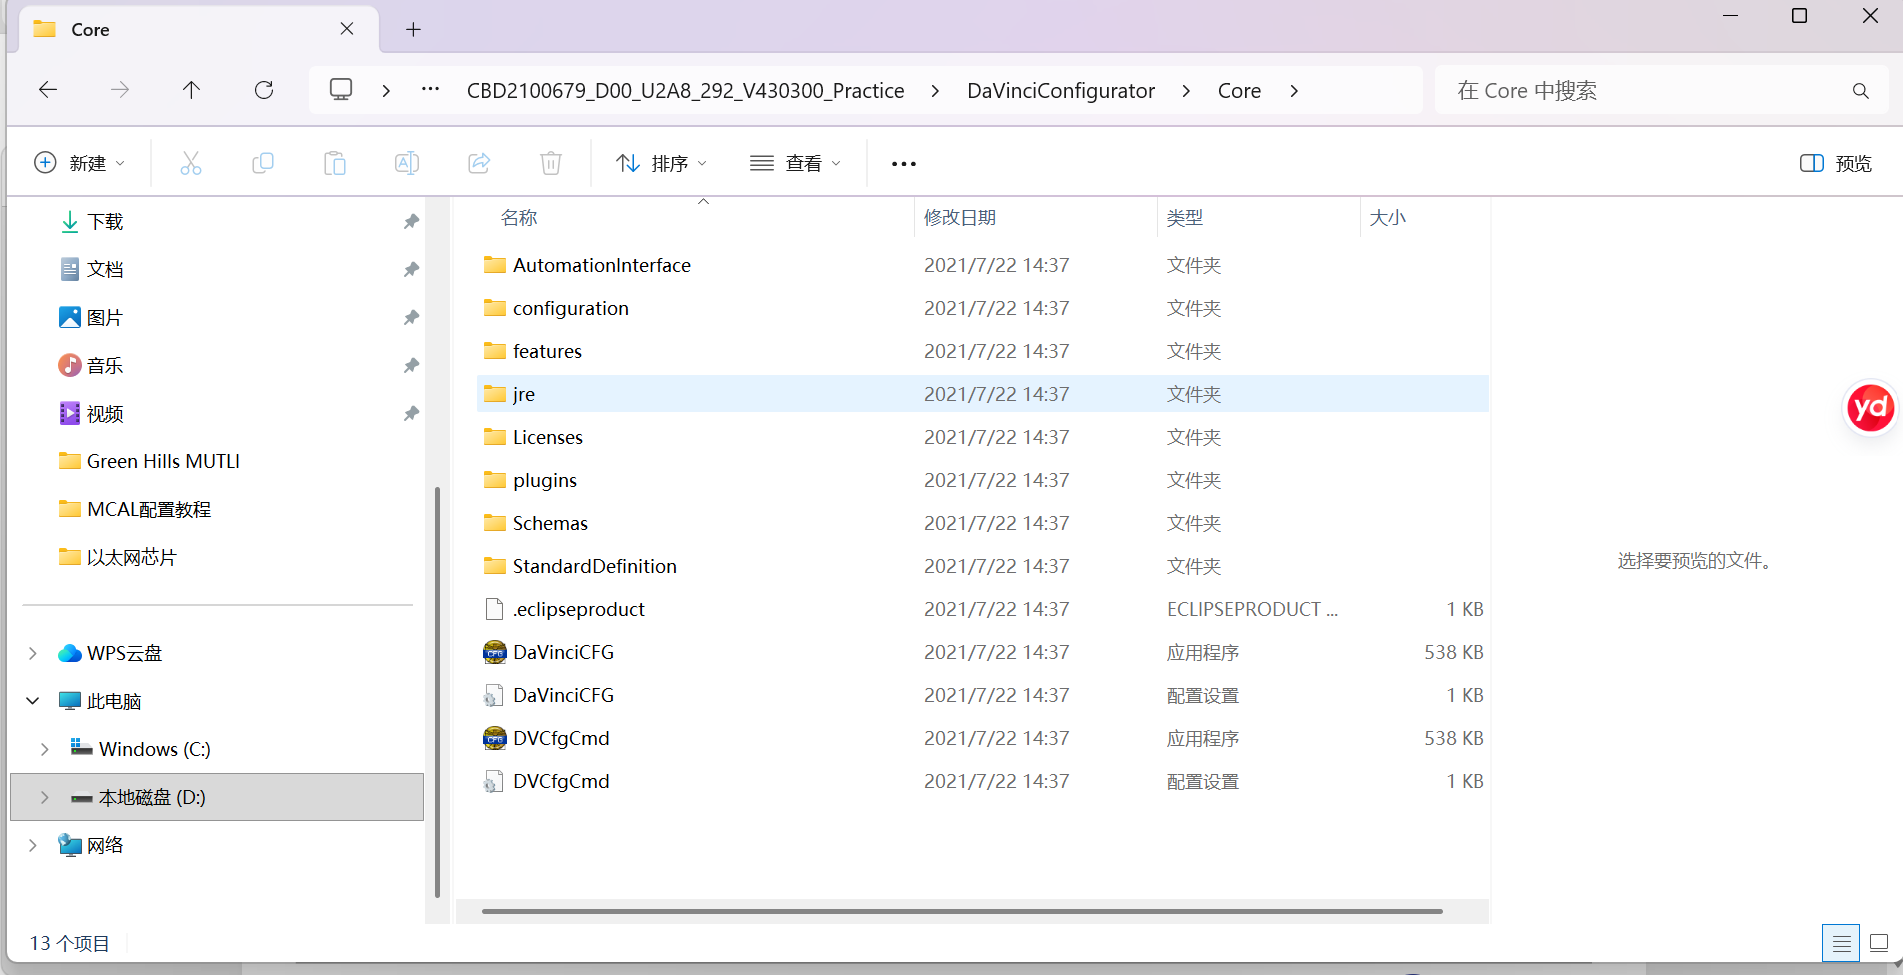 Core
CBD2100679_D00_U2A8_292_V430300_Practice > DaVinciConfigurator > Core >
在 Core 中搜索
新建
排序
查看
预览
下载
文档
图片
音乐
视频
Green Hills MUTLI
MCAL配置教程
以太网芯片
WPS云盘
此电脑
Windows (C:)
本地磁盘 (D:)
网络
名称 修改日期 类型 大小
AutomationInterface 2021/7/22 14:37 文件夹
configuration 2021/7/22 14:37 文件夹
features 2021/7/22 14:37 文件夹
jre 2021/7/22 14:37 文件夹
Licenses 2021/7/22 14:37 文件夹
plugins 2021/7/22 14:37 文件夹
Schemas 2021/7/22 14:37 文件夹
StandardDefinition 2021/7/22 14:37 文件夹
.eclipseproduct 2021/7/22 14:37 ECLIPSEPRODUCT ... 1 KB
DaVinciCFG 2021/7/22 14:37 应用程序 538 KB
DaVinciCFG 2021/7/22 14:37 配置设置 1 KB
DVCfgCmd 2021/7/22 14:37 应用程序 538 KB
DVCfgCmd 2021/7/22 14:37 配置设置 1 KB
选择要预览的文件。
yd
13 个项目